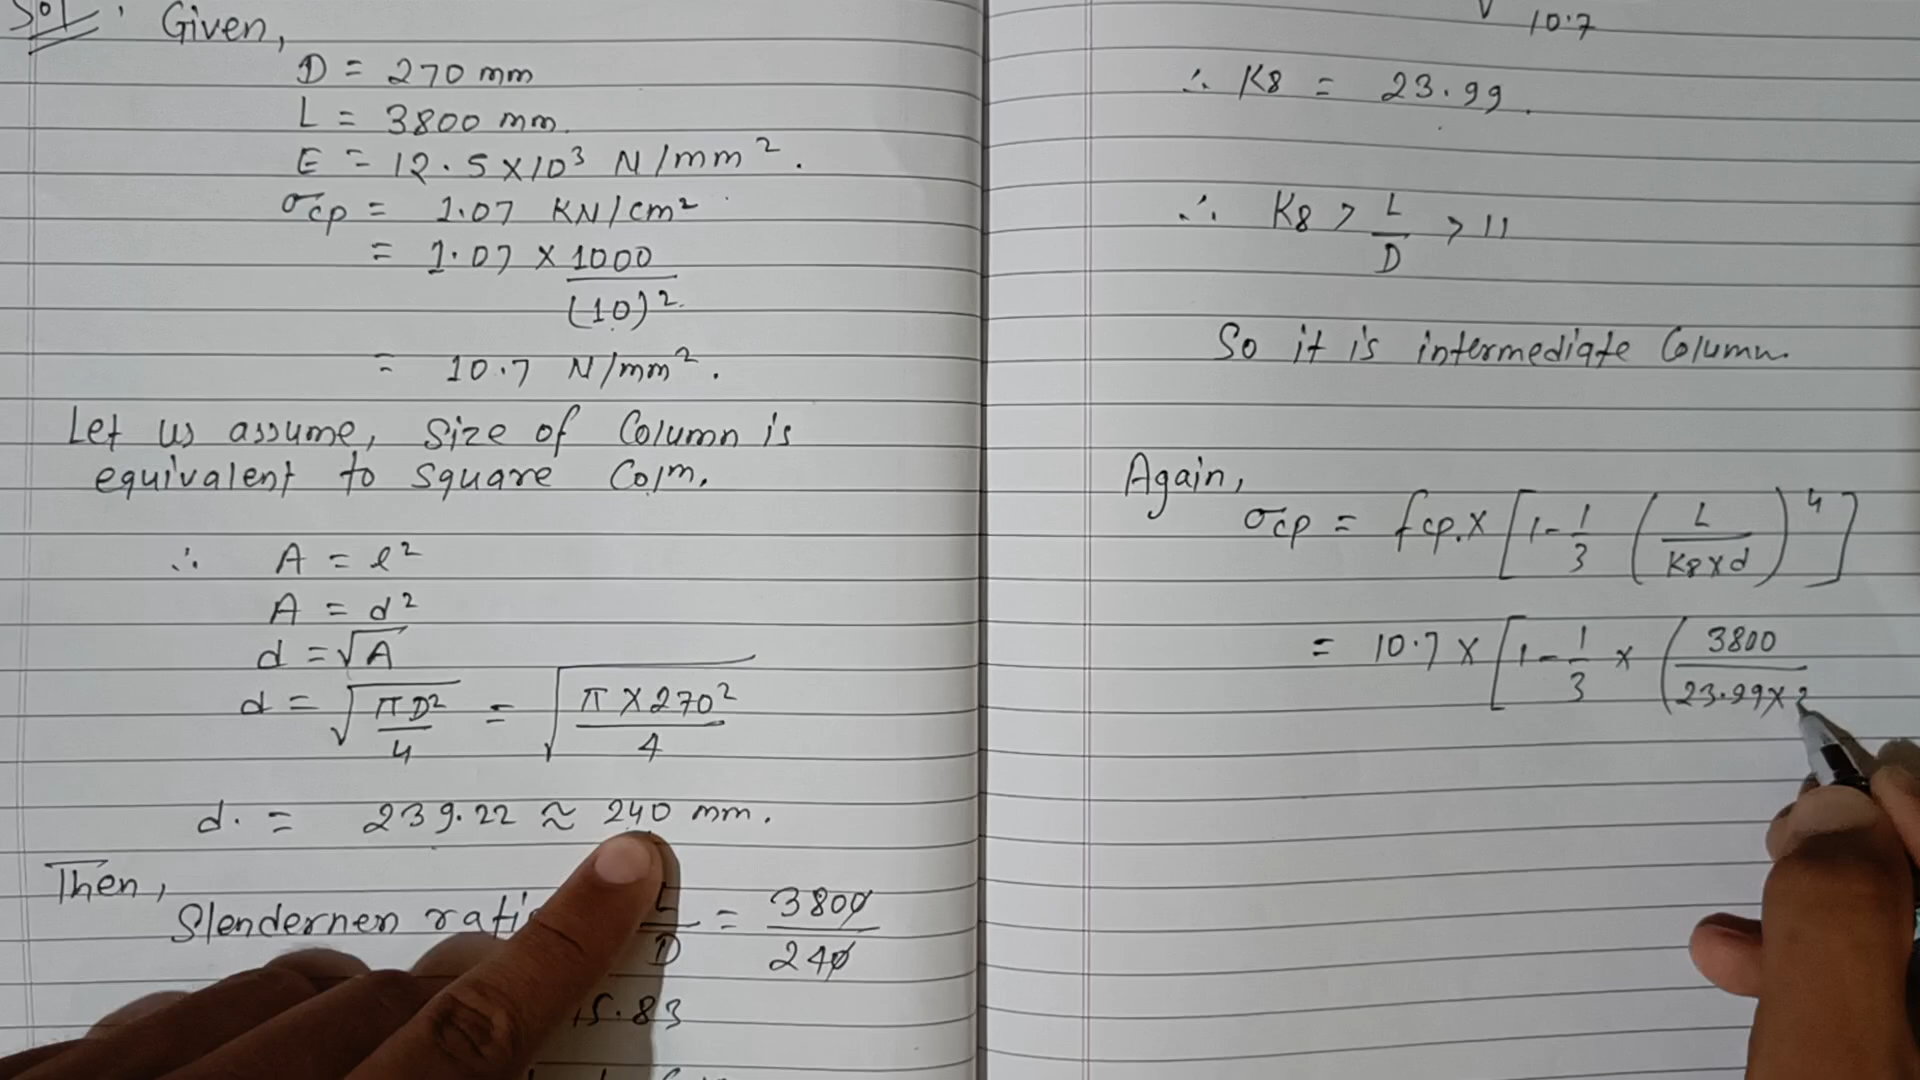 Sol :
Given,
D = 270 mm
L = 3800 mm.
E = 12.5 × 10³ N/mm².
σcp = 1.07 KN/cm²
= 1.07 × 1000
(10)².
= 10.7 N/mm².
Let us assume, Size of Column is
equivalent to Square Colm.
∴ A = l²
A = d²
d = √A
d = √(πD²/4) = √(π × 270²/4)
d. = 239.22 ≈ 240 mm.
Then,
L/D = 3800/240
5.83
10.7
∴ K8 = 23.99.
∴ K8 > L/D > 11
So it is intermediate Column.
Again,
σcp = fcp.× [1 - 1/3 (L/K8×d)⁴]
= 10.7 × [1 - 1/3 × (3800/23.99×2